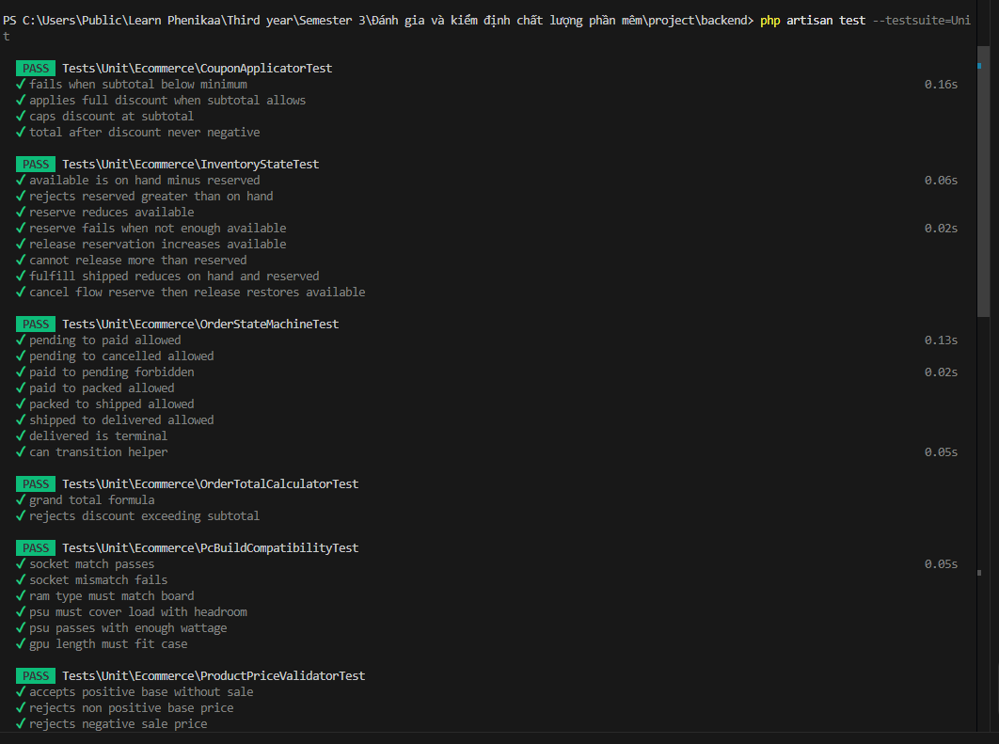 PS C:\Users\Public\Learn Phenikaa\Third year\Semester 3\Đánh gia và kiểm định chất lượng phần mêm\project\backend> php artisan test --testsuite=Uni
t
PASS Tests\Unit\Ecommerce\CouponApplicatorTest
✓ fails when subtotal below minimum 0.16s
✓ applies full discount when subtotal allows
✓ caps discount at subtotal
✓ total after discount never negative
PASS Tests\Unit\Ecommerce\InventoryStateTest
✓ available is on hand minus reserved 0.06s
✓ rejects reserved greater than on hand
✓ reserve reduces available
✓ reserve fails when not enough available 0.02s
✓ release reservation increases available
✓ cannot release more than reserved
✓ fulfill shipped reduces on hand and reserved
✓ cancel flow reserve then release restores available
PASS Tests\Unit\Ecommerce\OrderStateMachineTest
✓ pending to paid allowed 0.13s
✓ pending to cancelled allowed
✓ paid to pending forbidden 0.02s
✓ paid to packed allowed
✓ packed to shipped allowed
✓ shipped to delivered allowed
✓ delivered is terminal
✓ can transition helper 0.05s
PASS Tests\Unit\Ecommerce\OrderTotalCalculatorTest
✓ grand total formula
✓ rejects discount exceeding subtotal
PASS Tests\Unit\Ecommerce\PcBuildCompatibilityTest
✓ socket match passes 0.05s
✓ socket mismatch fails
✓ ram type must match board
✓ psu must cover load with headroom
✓ psu passes with enough wattage
✓ gpu length must fit case
PASS Tests\Unit\Ecommerce\ProductPriceValidatorTest
✓ accepts positive base without sale
✓ rejects non positive base price
✓ rejects negative sale price